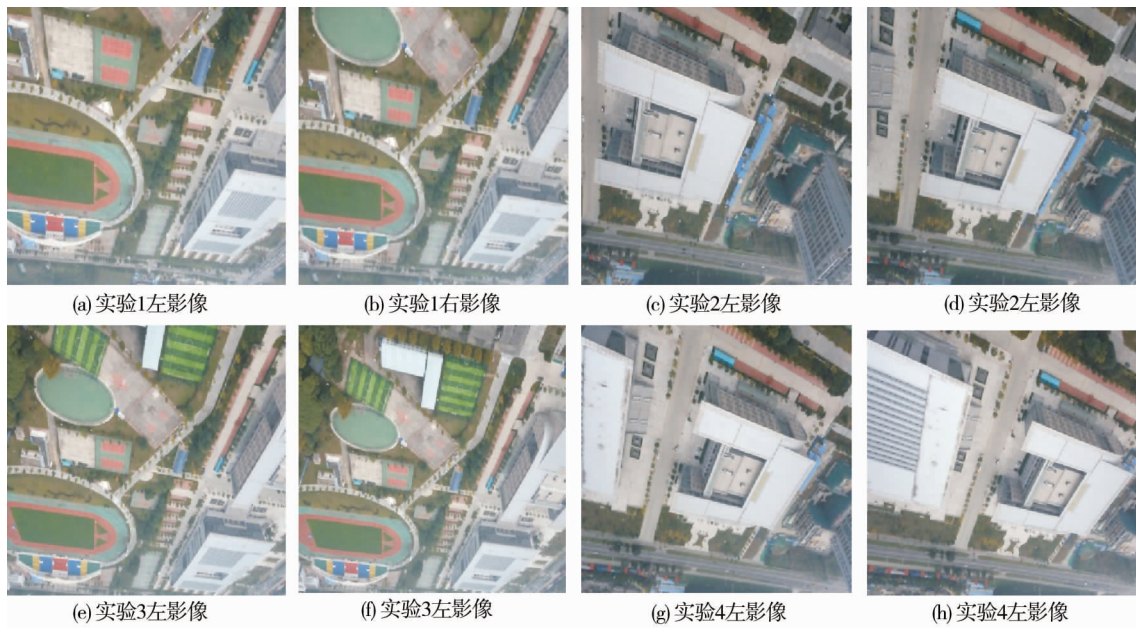 (a) 实验1左影像
(b) 实验1右影像
(c) 实验2左影像
(d) 实验2左影像
(e) 实验3左影像
(f) 实验3左影像
(g) 实验4左影像
(h) 实验4左影像